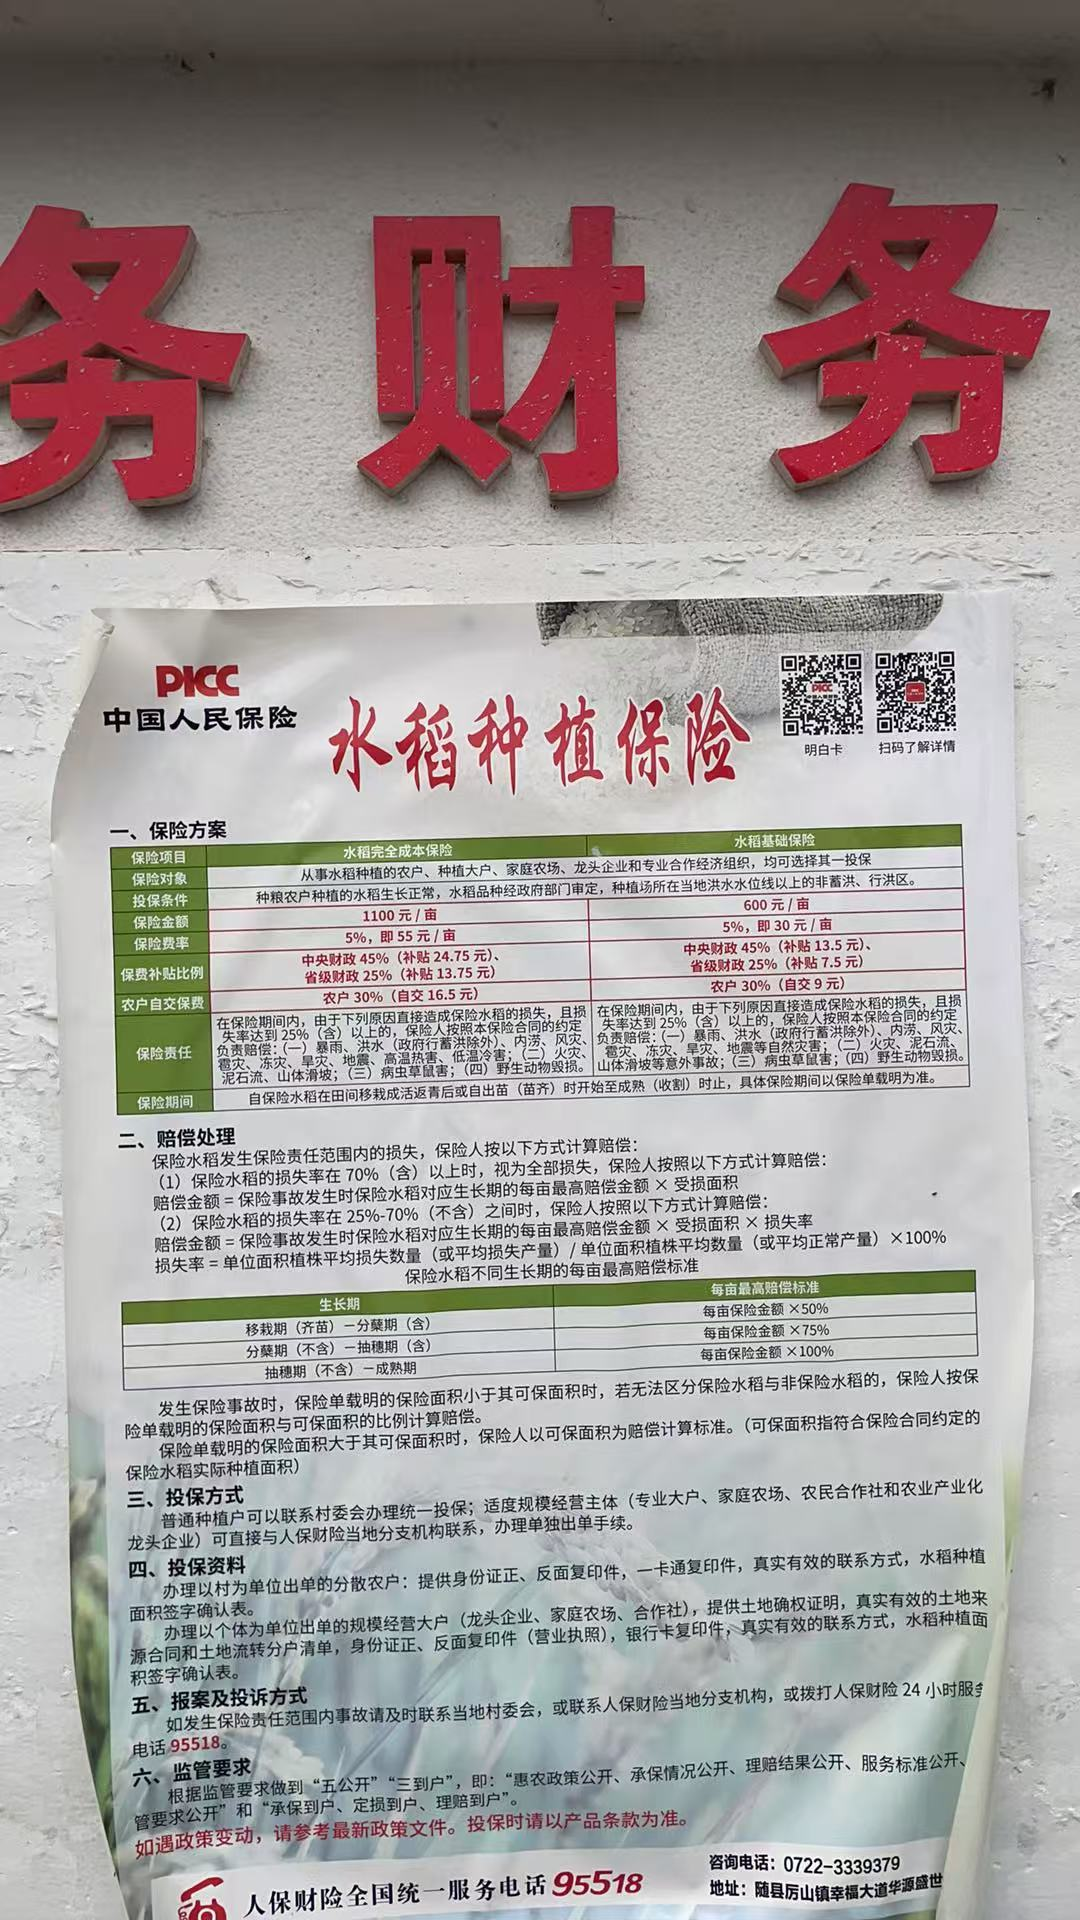 务财务
PICC
中国人民保险
水稻种植保险
PICC
明白卡
扫码了解详情
一、保险方案
保险项目 水稻完全成本保险 水稻基础保险
保险对象 从事水稻种植的农户、种植大户、家庭农场、龙头企业和专业合作经济组织，均可选择其一投保
投保条件 种粮农户种植的水稻生长正常，水稻品种经政府部门审定，种植场所在当地洪水水位线以上的非蓄洪、行洪区。
保险金额 1100 元 / 亩 600 元 / 亩
保险费率 5%，即 55 元 / 亩 5%，即 30 元 / 亩
保费补贴比例 中央财政 45%（补贴 24.75 元）、 中央财政 45%（补贴 13.5 元）、
省级财政 25%（补贴 13.75 元） 省级财政 25%（补贴 7.5 元）
农户自交保费 农户 30%（自交 16.5 元） 农户 30%（自交 9 元）
保险责任
在保险期间内，由于下列原因直接造成保险水稻的损失，且损
失率达到 25%（含）以上的，保险人按照本保险合同的约定
负责赔偿：（一）暴雨、洪水（政府行蓄洪除外）、内涝、风灾、
雹灾、冻灾、旱灾、地震、高温热害、低温冷害；（二）火灾、
泥石流、山体滑坡；（三）病虫草鼠害；（四）野生动物毁损。
在保险期间内，由于下列原因直接造成保险水稻的损失，且损
失率达到 25%（含）以上的，保险人按照本保险合同的约定
负责赔偿：（一）暴雨、洪水（政府行蓄洪除外）、内涝、风灾、
雹灾、冻灾、旱灾、地震等自然灾害；（二）火灾、泥石流、
山体滑坡等意外事故；（三）病虫草鼠害；（四）野生动物毁损。
保险期间 自保险水稻在田间移栽成活返青后或自出苗（苗齐）时开始至成熟（收割）时止，具体保险期间以保险单载明为准。
二、赔偿处理
保险水稻发生保险责任范围内的损失，保险人按以下方式计算赔偿：
（1）保险水稻的损失率在 70%（含）以上时，视为全部损失，保险人按照以下方式计算赔偿：
赔偿金额 = 保险事故发生时保险水稻对应生长期的每亩最高赔偿金额 × 受损面积
（2）保险水稻的损失率在 25%-70%（不含）之间时，保险人按照以下方式计算赔偿：
赔偿金额 = 保险事故发生时保险水稻对应生长期的每亩最高赔偿金额 × 受损面积 × 损失率
损失率 = 单位面积植株平均损失数量（或平均损失产量）/ 单位面积植株平均数量（或平均正常产量）×100%
保险水稻不同生长期的每亩最高赔偿标准
生长期 每亩最高赔偿标准
移栽期（齐苗）－分蘖期（含） 每亩保险金额 ×50%
分蘖期（不含）－抽穗期（含） 每亩保险金额 ×75%
抽穗期（不含）－成熟期 每亩保险金额 ×100%
发生保险事故时，保险单载明的保险面积小于其可保面积时，若无法区分保险水稻与非保险水稻的，保险人按保
险单载明的保险面积与可保面积的比例计算赔偿。
保险单载明的保险面积大于其可保面积时，保险人以可保面积为赔偿计算标准。（可保面积指符合保险合同约定的
保险水稻实际种植面积）
三、投保方式
普通种植户可以联系村委会办理统一投保；适度规模经营主体（专业大户、家庭农场、农民合作社和农业产业化
龙头企业）可直接与人保财险当地分支机构联系，办理单独出单手续。
四、投保资料
办理以村为单位出单的分散农户：提供身份证正、反面复印件，一卡通复印件，真实有效的联系方式，水稻种植
面积签字确认表。
办理以个体为单位出单的规模经营大户（龙头企业、家庭农场、合作社），提供土地确权证明，真实有效的土地来
源合同和土地流转分户清单，身份证正、反面复印件（营业执照），银行卡复印件，真实有效的联系方式，水稻种植面
积签字确认表。
五、报案及投诉方式
如发生保险责任范围内事故请及时联系当地村委会，或联系人保财险当地分支机构，或拨打人保财险 24 小时服务
电话 95518。
六、监管要求
根据监管要求做到“五公开”“三到户”，即：“惠农政策公开、承保情况公开、理赔结果公开、服务标准公开、
管要求公开”和“承保到户、定损到户、理赔到户”。
如遇政策变动，请参考最新政策文件。投保时请以产品条款为准。
人保财险全国统一服务电话 95518
咨询电话：0722-3339379
地址：随县厉山镇幸福大道华源盛世